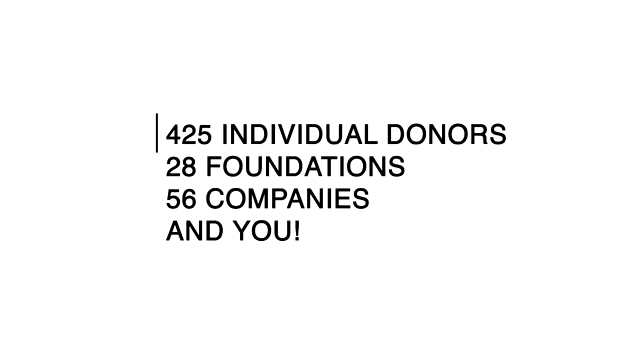 425 INDIVIDUAL DONORS
28 FOUNDATIONS
56 COMPANIES
AND YOU!